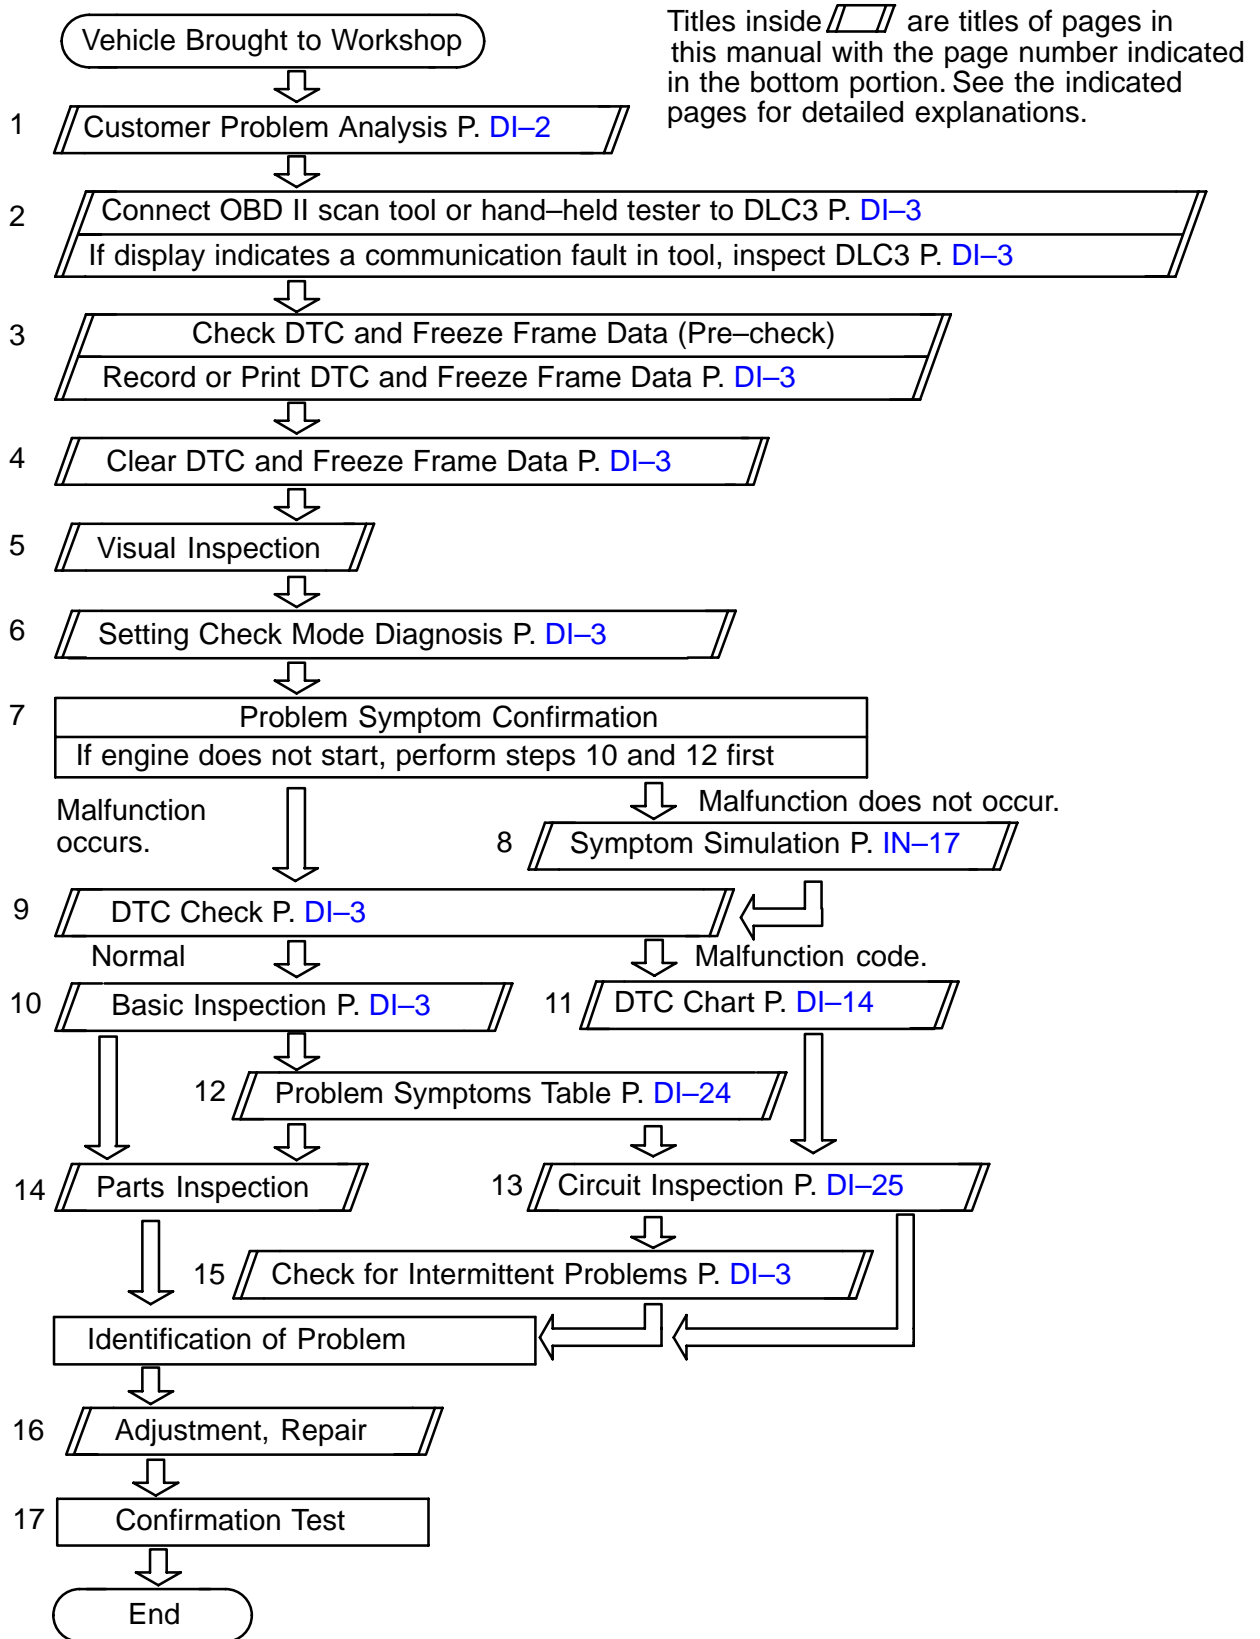 Vehicle Brought to Workshop
Titles inside are titles of pages in
this manual with the page number indicated
in the bottom portion. See the indicated
pages for detailed explanations.
1 Customer Problem Analysis P. DI–2
2 Connect OBD II scan tool or hand–held tester to DLC3 P. DI–3
If display indicates a communication fault in tool, inspect DLC3 P. DI–3
3 Check DTC and Freeze Frame Data (Pre–check)
Record or Print DTC and Freeze Frame Data P. DI–3
4 Clear DTC and Freeze Frame Data P. DI–3
5 Visual Inspection
6 Setting Check Mode Diagnosis P. DI–3
7 Problem Symptom Confirmation
If engine does not start, perform steps 10 and 12 first
Malfunction
occurs.
Malfunction does not occur.
8 Symptom Simulation P. IN–17
9 DTC Check P. DI–3
Normal
Malfunction code.
10 Basic Inspection P. DI–3
11 DTC Chart P. DI–14
12 Problem Symptoms Table P. DI–24
14 Parts Inspection
13 Circuit Inspection P. DI–25
15 Check for Intermittent Problems P. DI–3
Identification of Problem
16 Adjustment, Repair
17 Confirmation Test
End